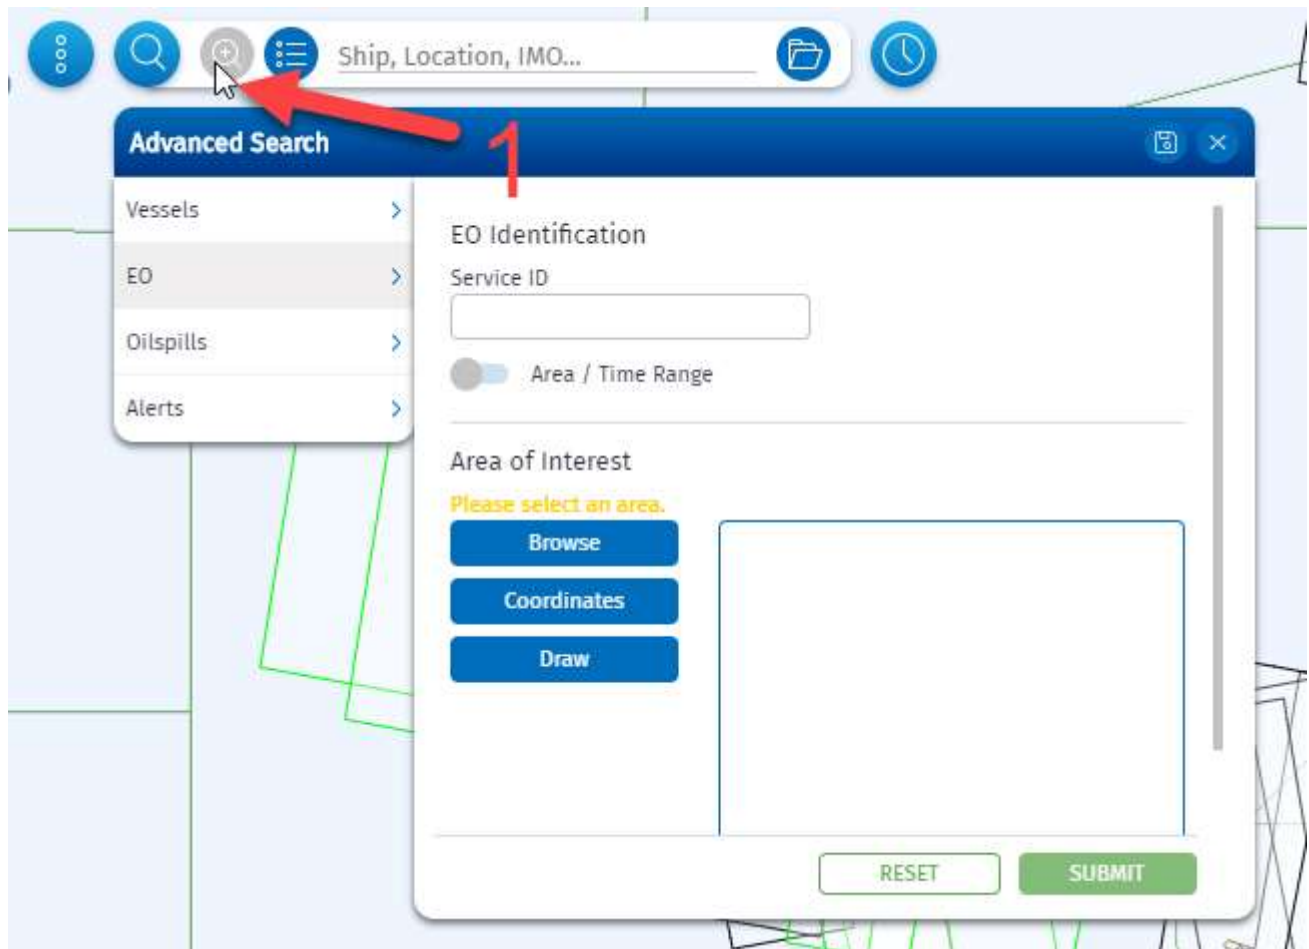 Ship, Location, IMO...
1
Advanced Search
Vessels
EO
Oilspills
Alerts
EO Identification
Service ID
Area / Time Range
Area of Interest
Please select an area.
Browse
Coordinates
Draw
RESET
SUBMIT